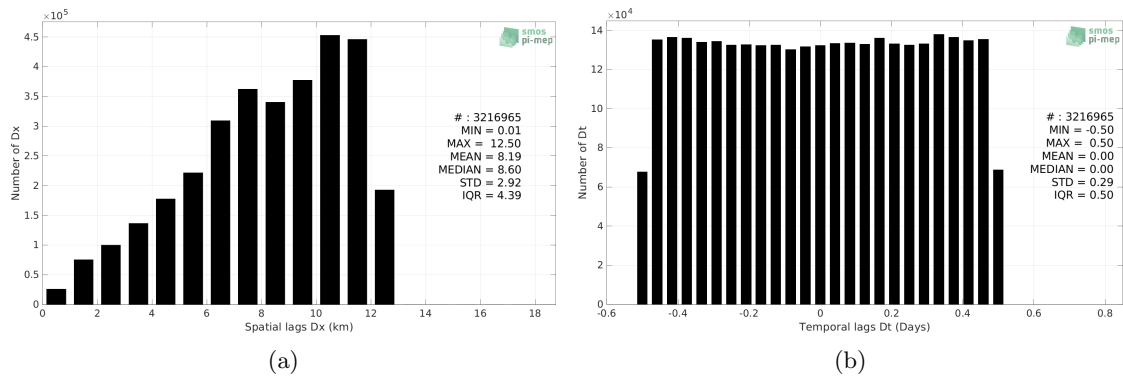 ×10⁵
4.5
4
3.5
3
2.5
2
1.5
1
0.5
0
Number of Dx
0 2 4 6 8 10 12 14 16 18
Spatial lags Dx (km)
smos
pi-mep
# : 3216965
MIN = 0.01
MAX = 12.50
MEAN = 8.19
MEDIAN = 8.60
STD = 2.92
IQR = 4.39
(a)
×10⁴
14
12
10
8
6
4
2
0
Number of Dt
-0.6 -0.4 -0.2 0 0.2 0.4 0.6 0.8
Temporal lags Dt (Days)
smos
pi-mep
# : 3216965
MIN = -0.50
MAX = 0.50
MEAN = 0.00
MEDIAN = 0.00
STD = 0.29
IQR = 0.50
(b)